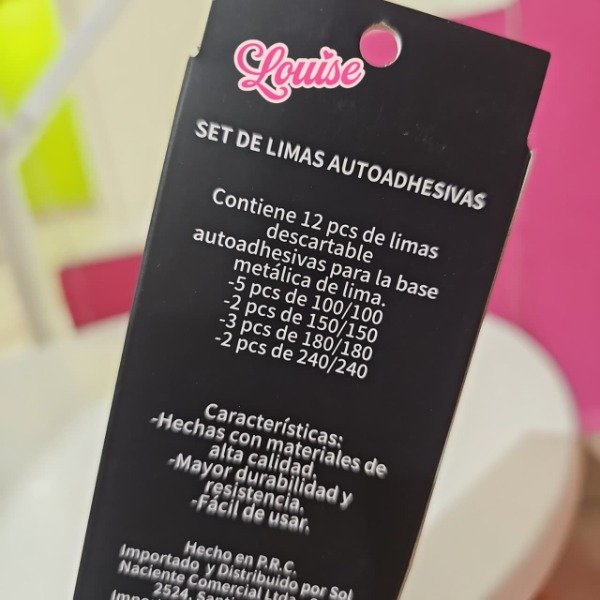 Louise
SET DE LIMAS AUTOADHESIVAS
Contiene 12 pcs de limas
descartable
autoadhesivas para la base
metálica de lima.
-5 pcs de 100/100
-2 pcs de 150/150
-3 pcs de 180/180
-2 pcs de 240/240
Características:
-Hechas con materiales de
alta calidad.
-Mayor durabilidad y
resistencia.
-Fácil de usar.
Hecho en P.R.C.
Importado y Distribuido por Sol
Naciente Comercial Ltda.
2524,